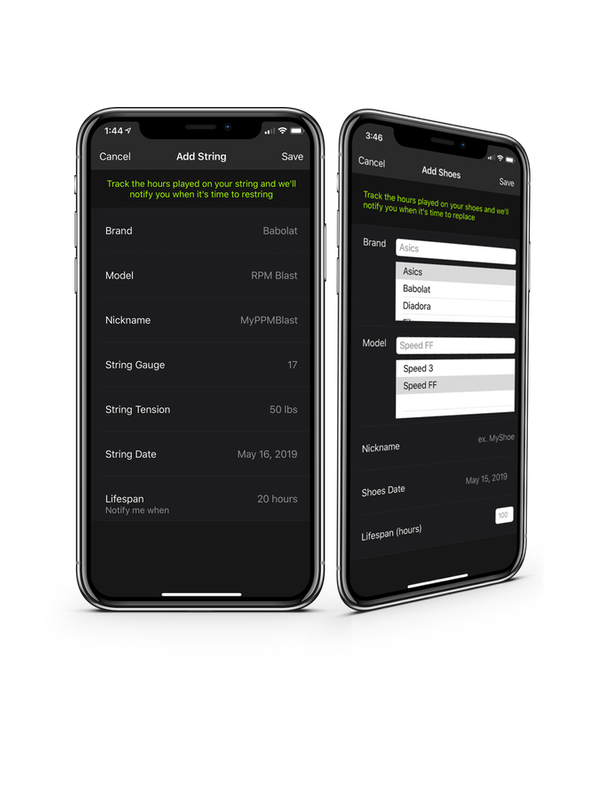 1:44
Cancel Add String Save
Track the hours played on your string and we'll
notify you when it's time to restring
Brand Babolat
Model RPM Blast
Nickname MyPPMBlast
String Gauge 17
String Tension 50 lbs
String Date May 16, 2019
Lifespan 20 hours
Notify me when
3:46
Cancel Add Shoes Save
Track the hours played on your shoes and we'll
notify you when it's time to replace
Brand Asics
Asics
Babolat
Diadora
Model Speed FF
Speed 3
Speed FF
Nickname ex. MyShoe
Shoes Date May 15, 2019
Lifespan (hours) 100